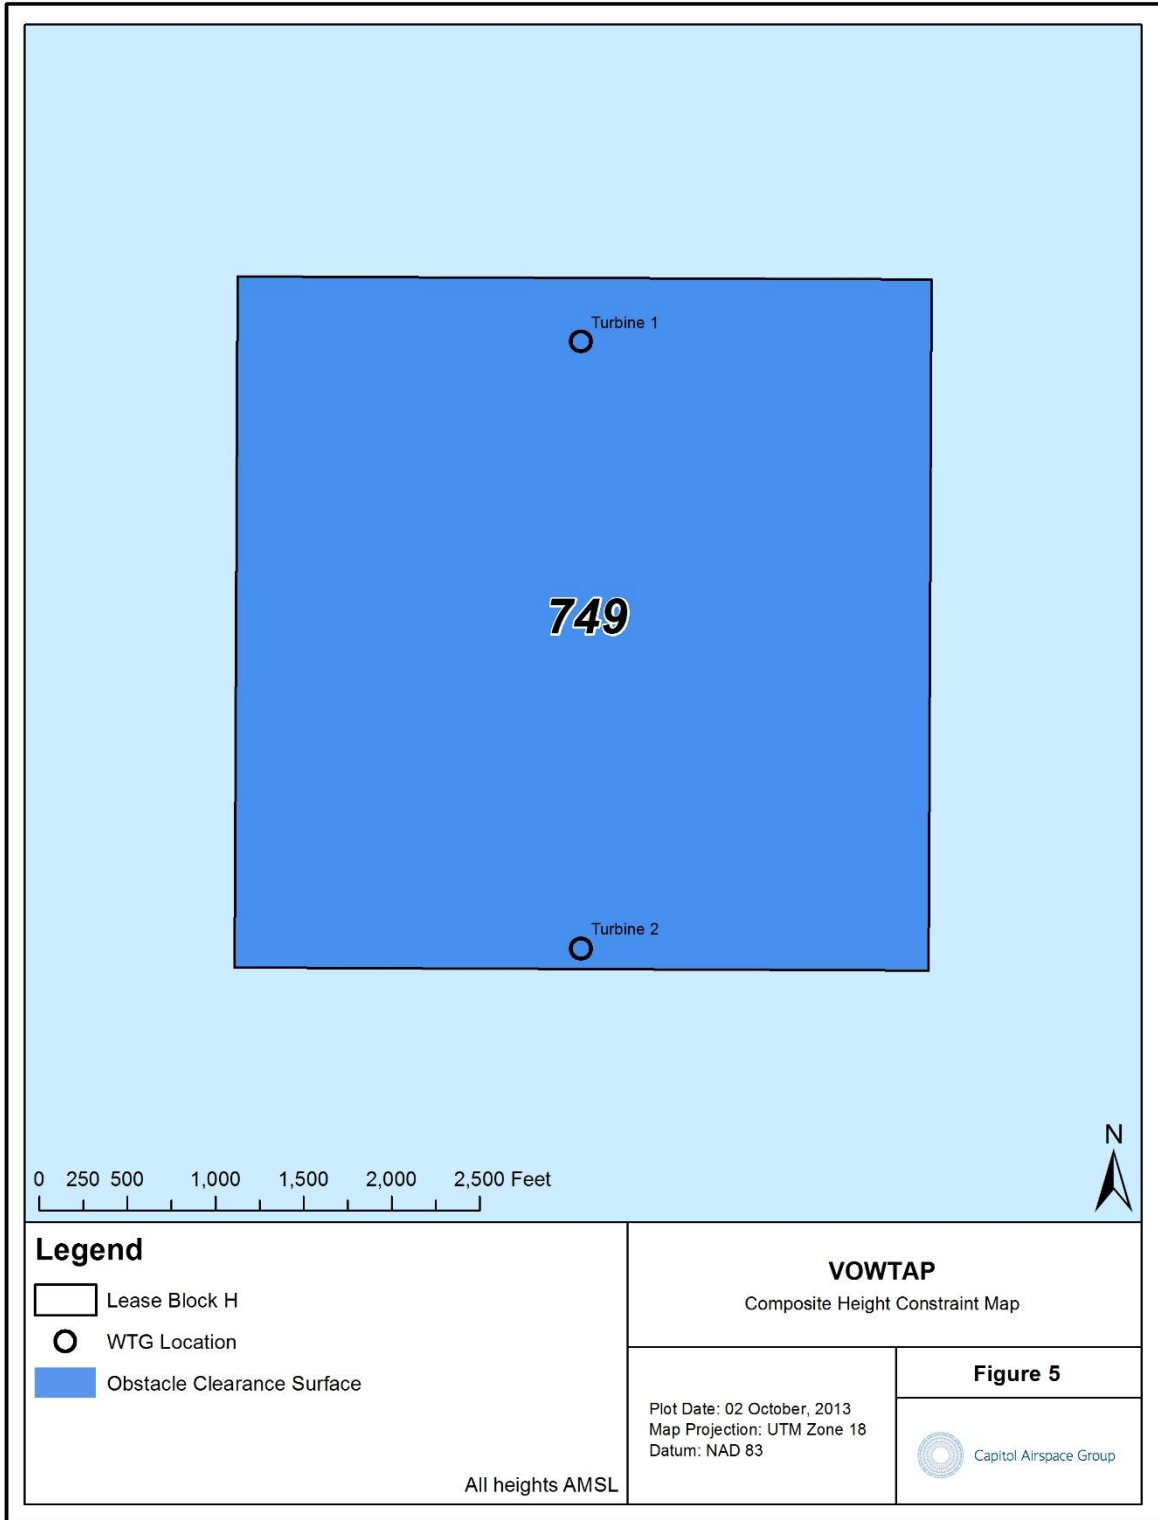 Turbine 1
749
Turbine 2
N
0 250 500 1,000 1,500 2,000 2,500 Feet
Legend
Lease Block H
WTG Location
Obstacle Clearance Surface
All heights AMSL
VOWTAP
Composite Height Constraint Map
Plot Date: 02 October, 2013
Map Projection: UTM Zone 18
Datum: NAD 83
Figure 5
Capitol Airspace Group